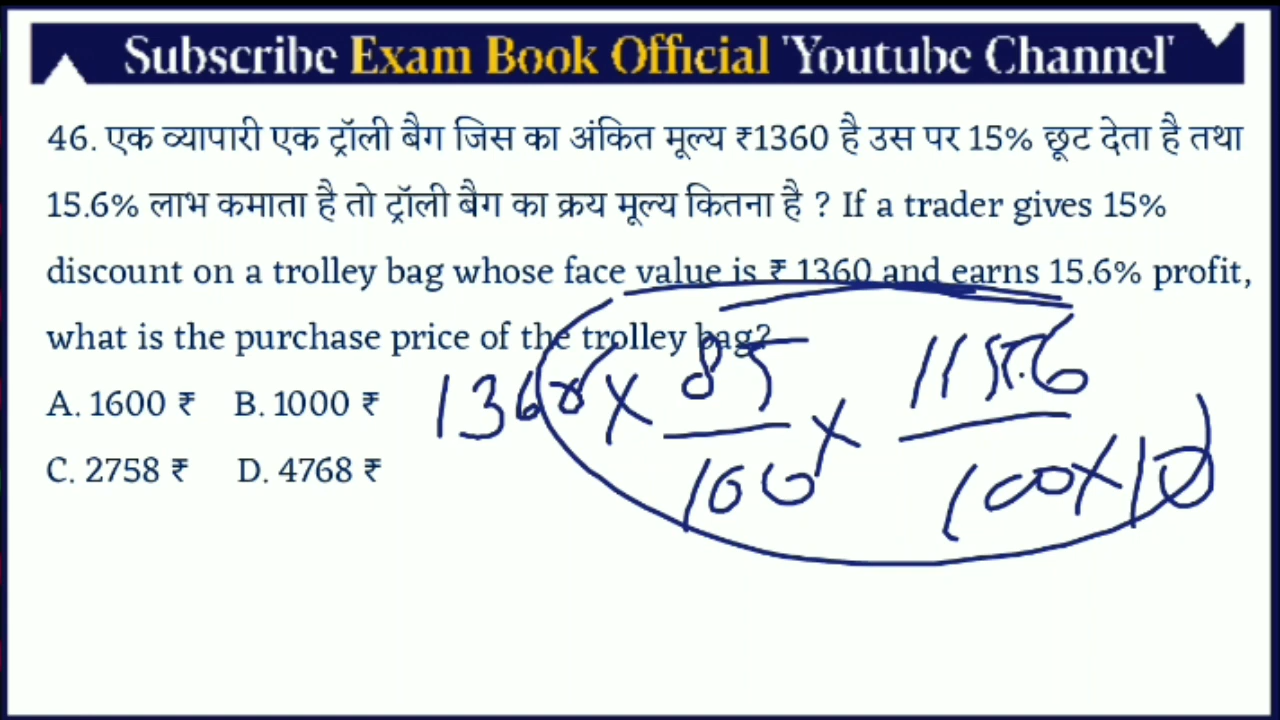 Subscribe Exam Book Official 'Youtube Channel'
46. एक व्यापारी एक ट्रॉली बैग जिस का अंकित मूल्य ₹1360 है उस पर 15% छूट देता है तथा
15.6% लाभ कमाता है तो ट्रॉली बैग का क्रय मूल्य कितना है ? If a trader gives 15%
discount on a trolley bag whose face value is ₹ 1360 and earns 15.6% profit,
what is the purchase price of the trolley bag?
A. 1600 ₹ B. 1000 ₹
C. 2758 ₹ D. 4768 ₹
1360 × 85/100 × 115.6/100×10